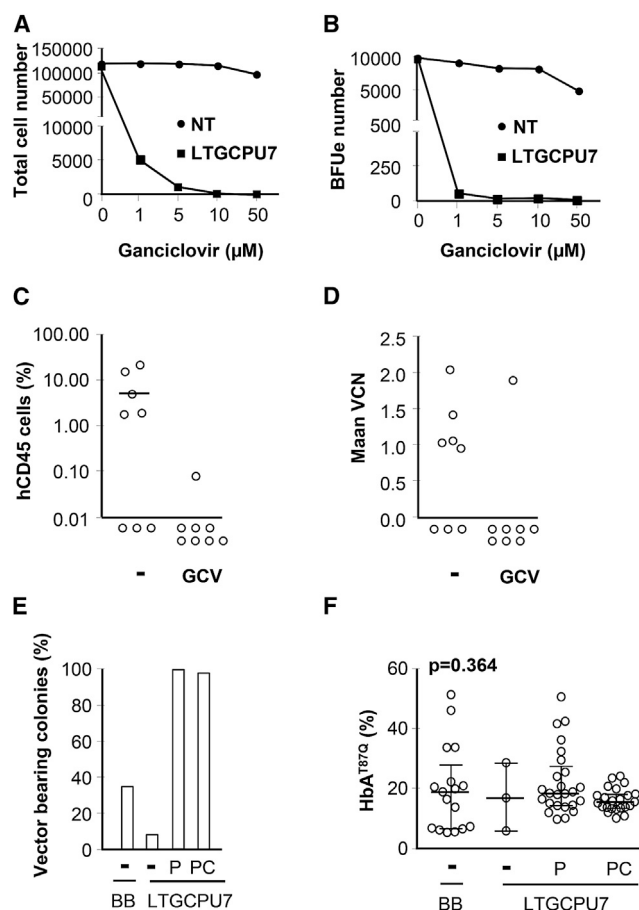 A
Total cell number
150000
100000
50000
10000
5000
0
NT
LTGCPU7
0 1 5 10 50
Ganciclovir (µM)
B
BFUe number
10000
5000
500
250
0
NT
LTGCPU7
0 1 5 10 50
Ganciclovir (µM)
C
hCD45 cells (%)
100.00
10.00
1.00
0.10
0.01
- GCV
D
Maan VCN
2.5
2.0
1.5
1.0
0.5
0.0
- GCV
E
Vector bearing colonies (%)
100
80
60
40
20
0
- - P PC
BB LTGCPU7
F
HbA^T87Q (%)
p=0.364
60
40
20
0
- - P PC
BB LTGCPU7